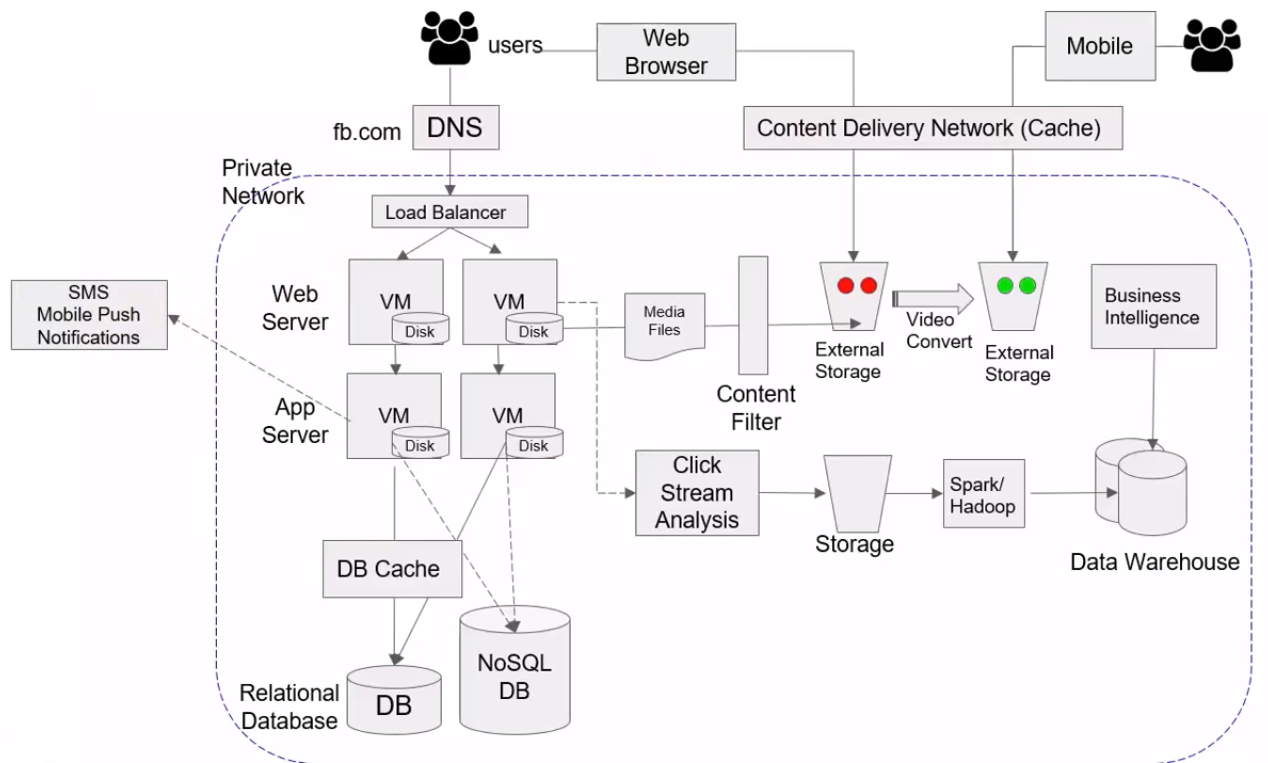 users
Web
Browser
Mobile
fb.com
DNS
Content Delivery Network (Cache)
Private
Network
Load Balancer
SMS
Mobile Push
Notifications
Web
Server
VM
Disk
VM
Disk
Media
Files
Content
Filter
External
Storage
Video
Convert
External
Storage
Business
Intelligence
App
Server
VM
Disk
VM
Disk
Click
Stream
Analysis
Storage
Spark/
Hadoop
Data Warehouse
DB Cache
NoSQL
DB
Relational
Database
DB